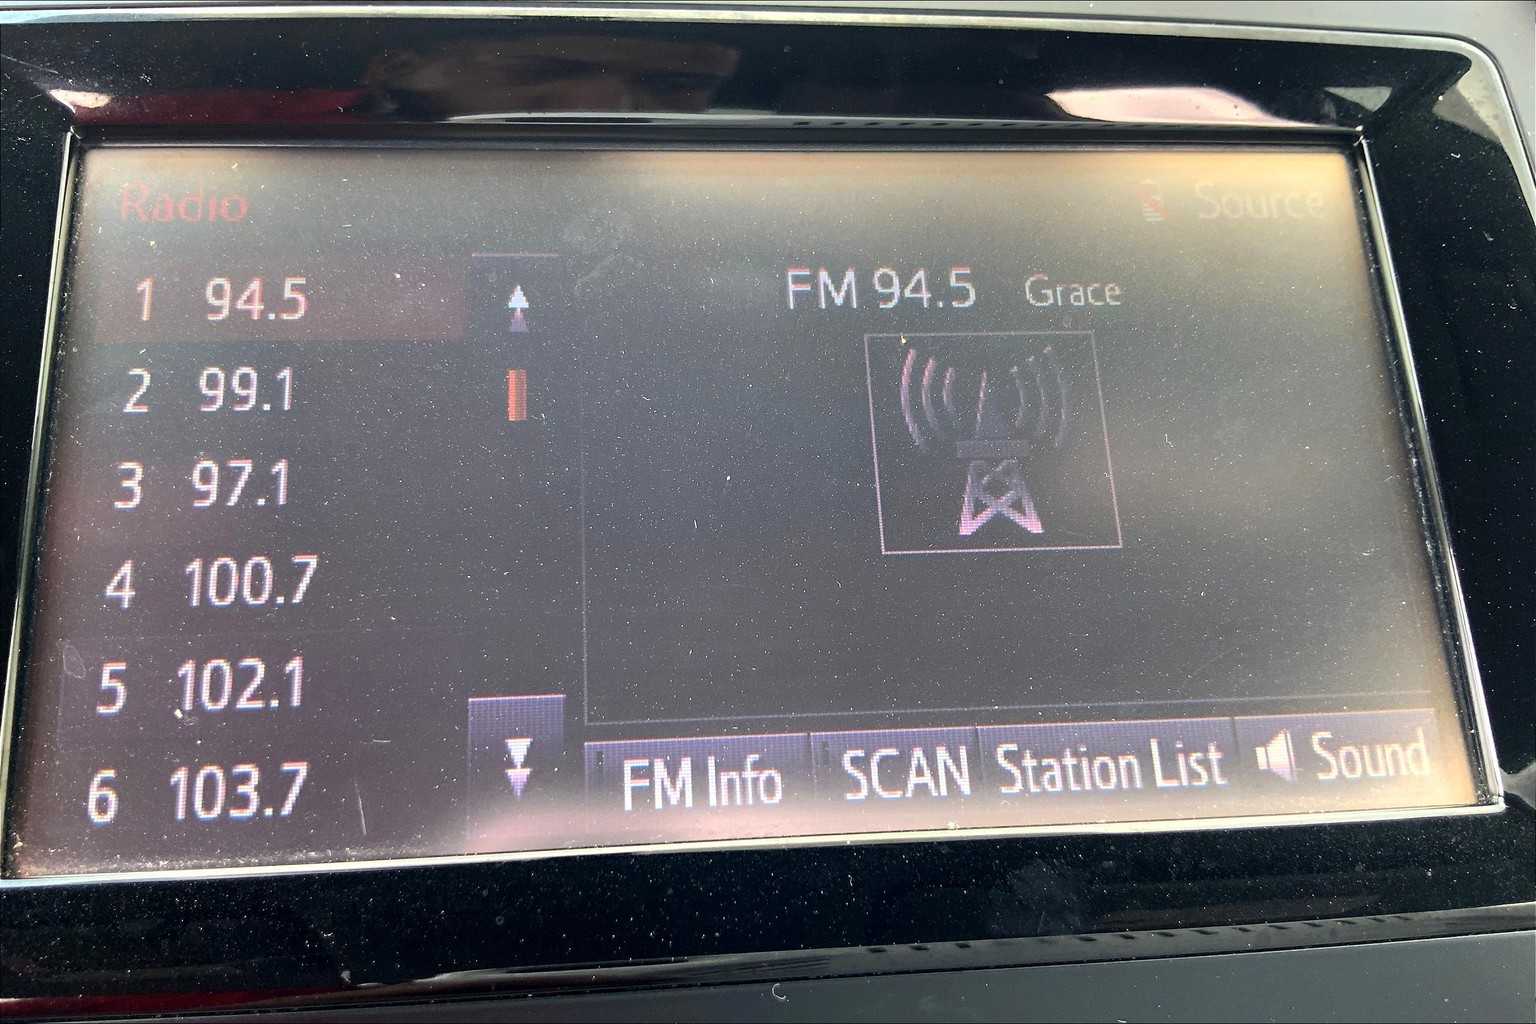 Radio
Source
1 94.5
2 99.1
3 97.1
4 100.7
5 102.1
6 103.7
FM 94.5 Grace
FM Info
SCAN
Station List
Sound